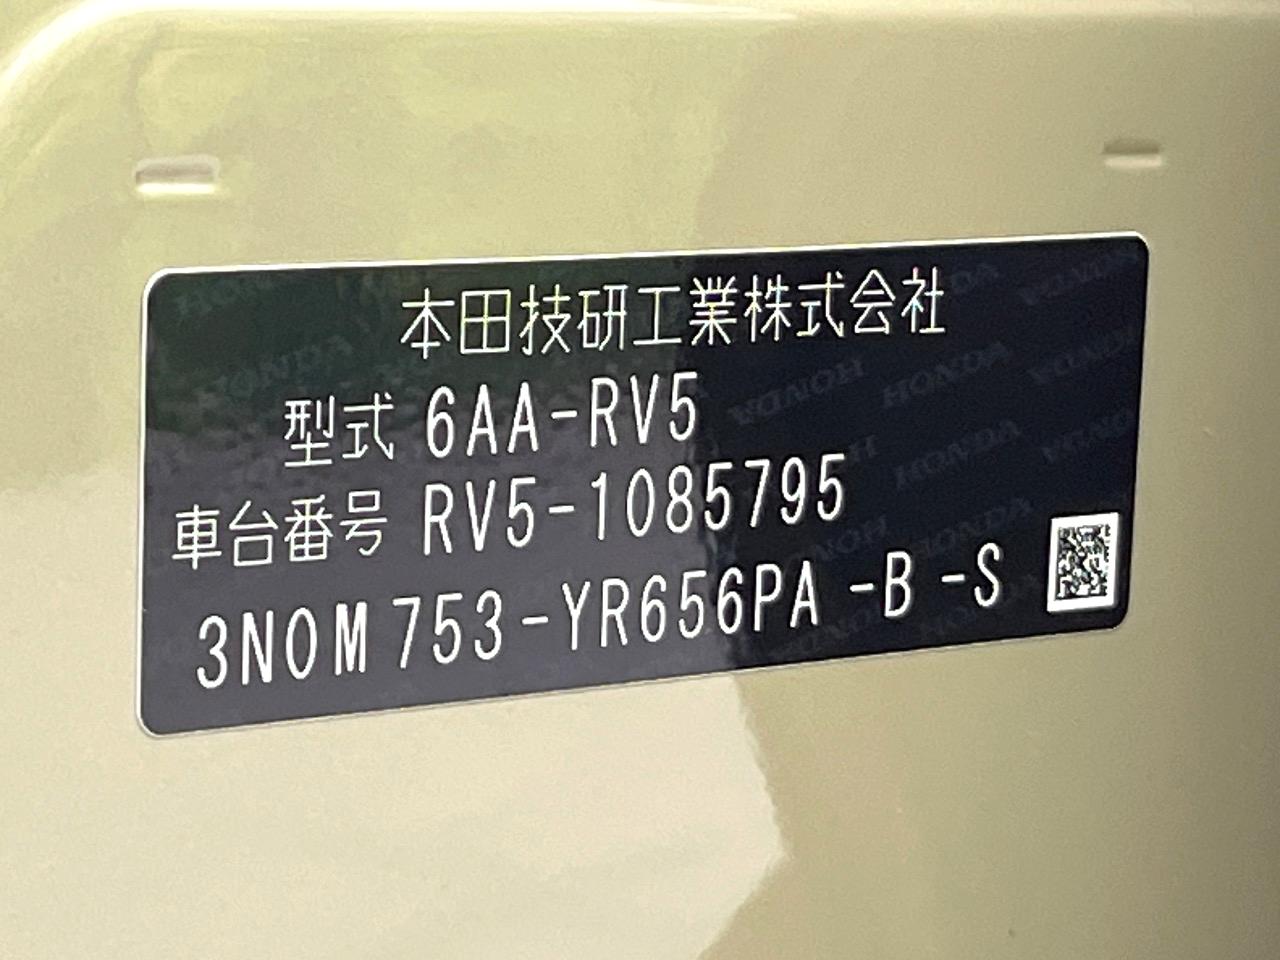 本田技研工業株式会社
型式 6AA-RV5
車台番号 RV5-1085795
3N0M 753-YR656PA -B -S